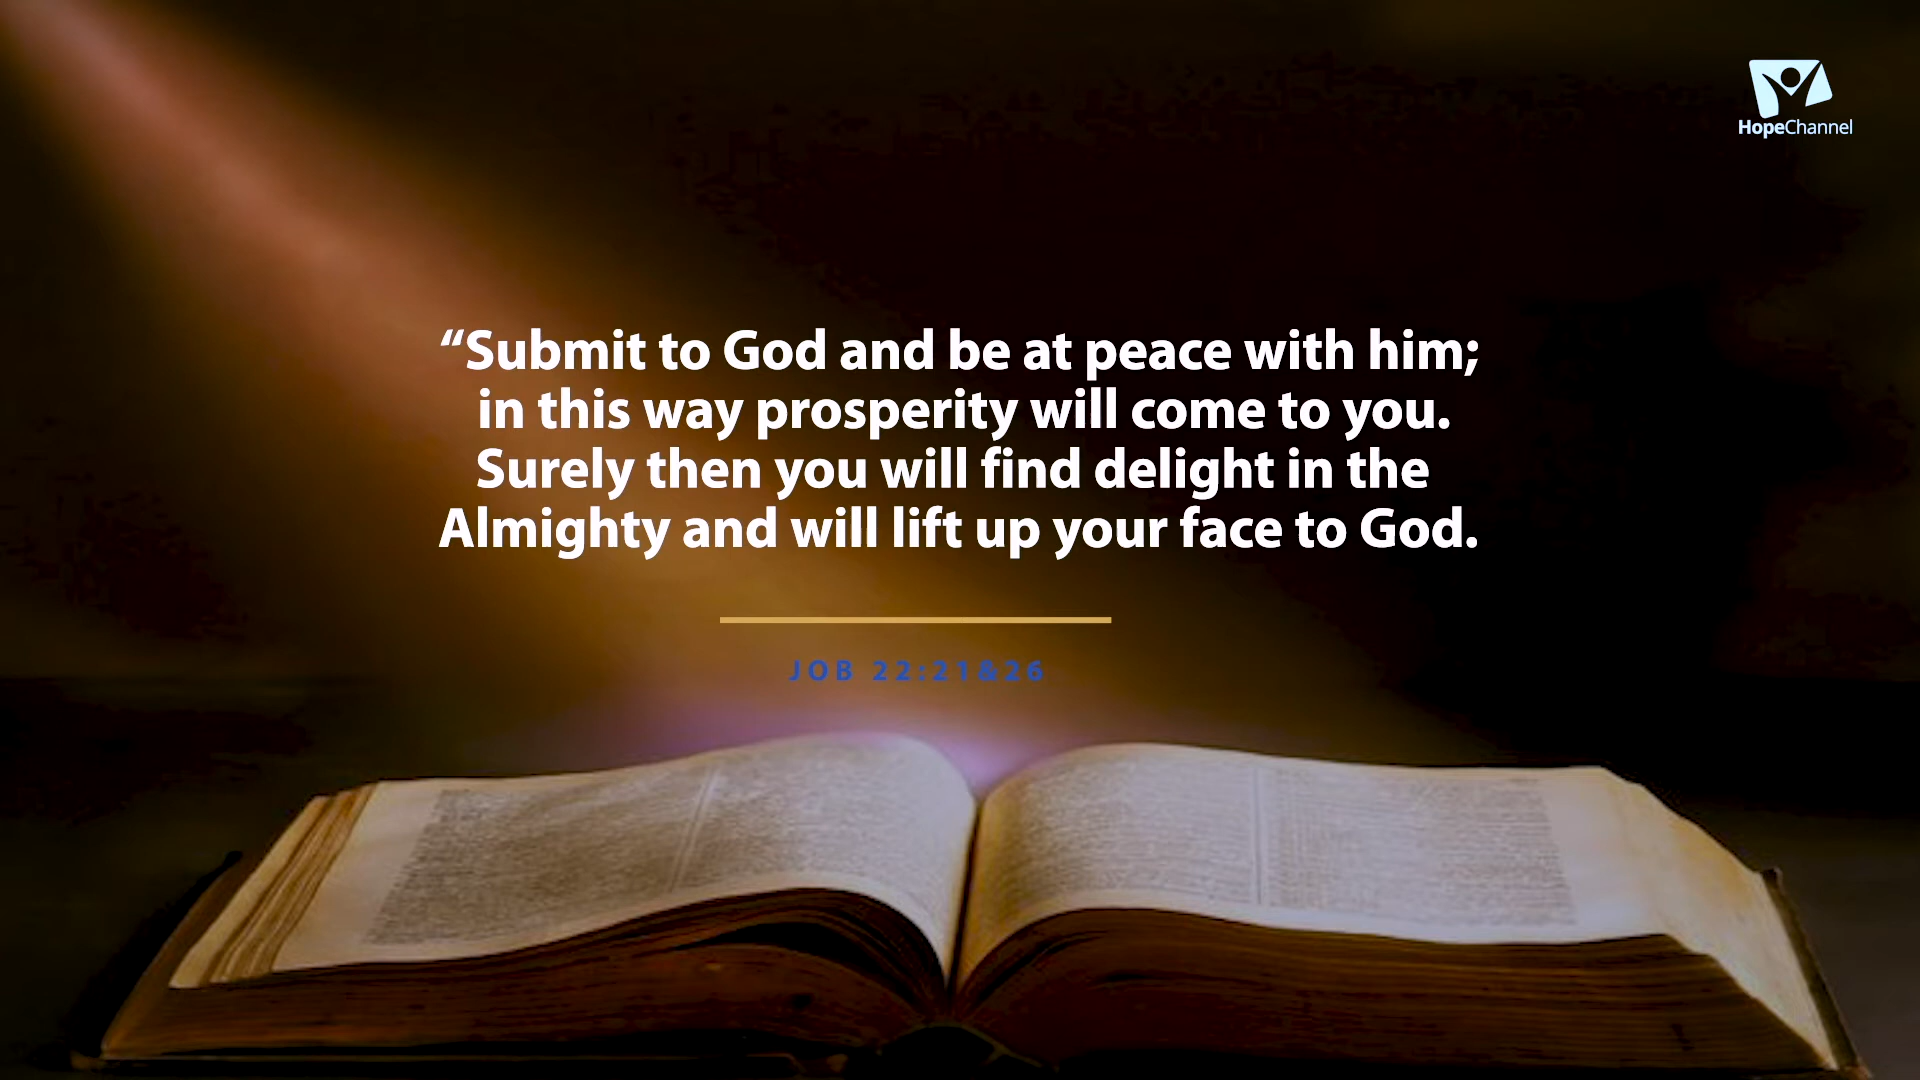 HopeChannel
“Submit to God and be at peace with him;
in this way prosperity will come to you.
Surely then you will find delight in the
Almighty and will lift up your face to God.
JOB 22:21&26